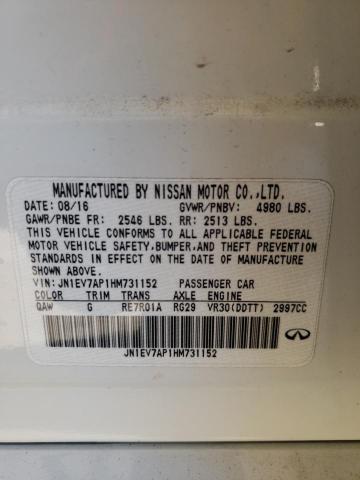 MANUFACTURED BY NISSAN MOTOR CO.,LTD.
DATE: 08/16 GVWR/PNBV: 4980 LBS.
GAWR/PNBE FR: 2546 LBS. RR: 2513 LBS.
THIS VEHICLE CONFORMS TO ALL APPLICABLE FEDERAL
MOTOR VEHICLE SAFETY,BUMPER,AND THEFT PREVENTION
STANDARDS IN EFFECT ON THE DATE OF MANUFACTURE
SHOWN ABOVE.
VIN: JN1EV7AP1HM731152 PASSENGER CAR
COLOR TRIM TRANS AXLE ENGINE
QAW G RE7R01A RG29 VR30(DDTT) 2997CC
JN1EV7AP1HM731152